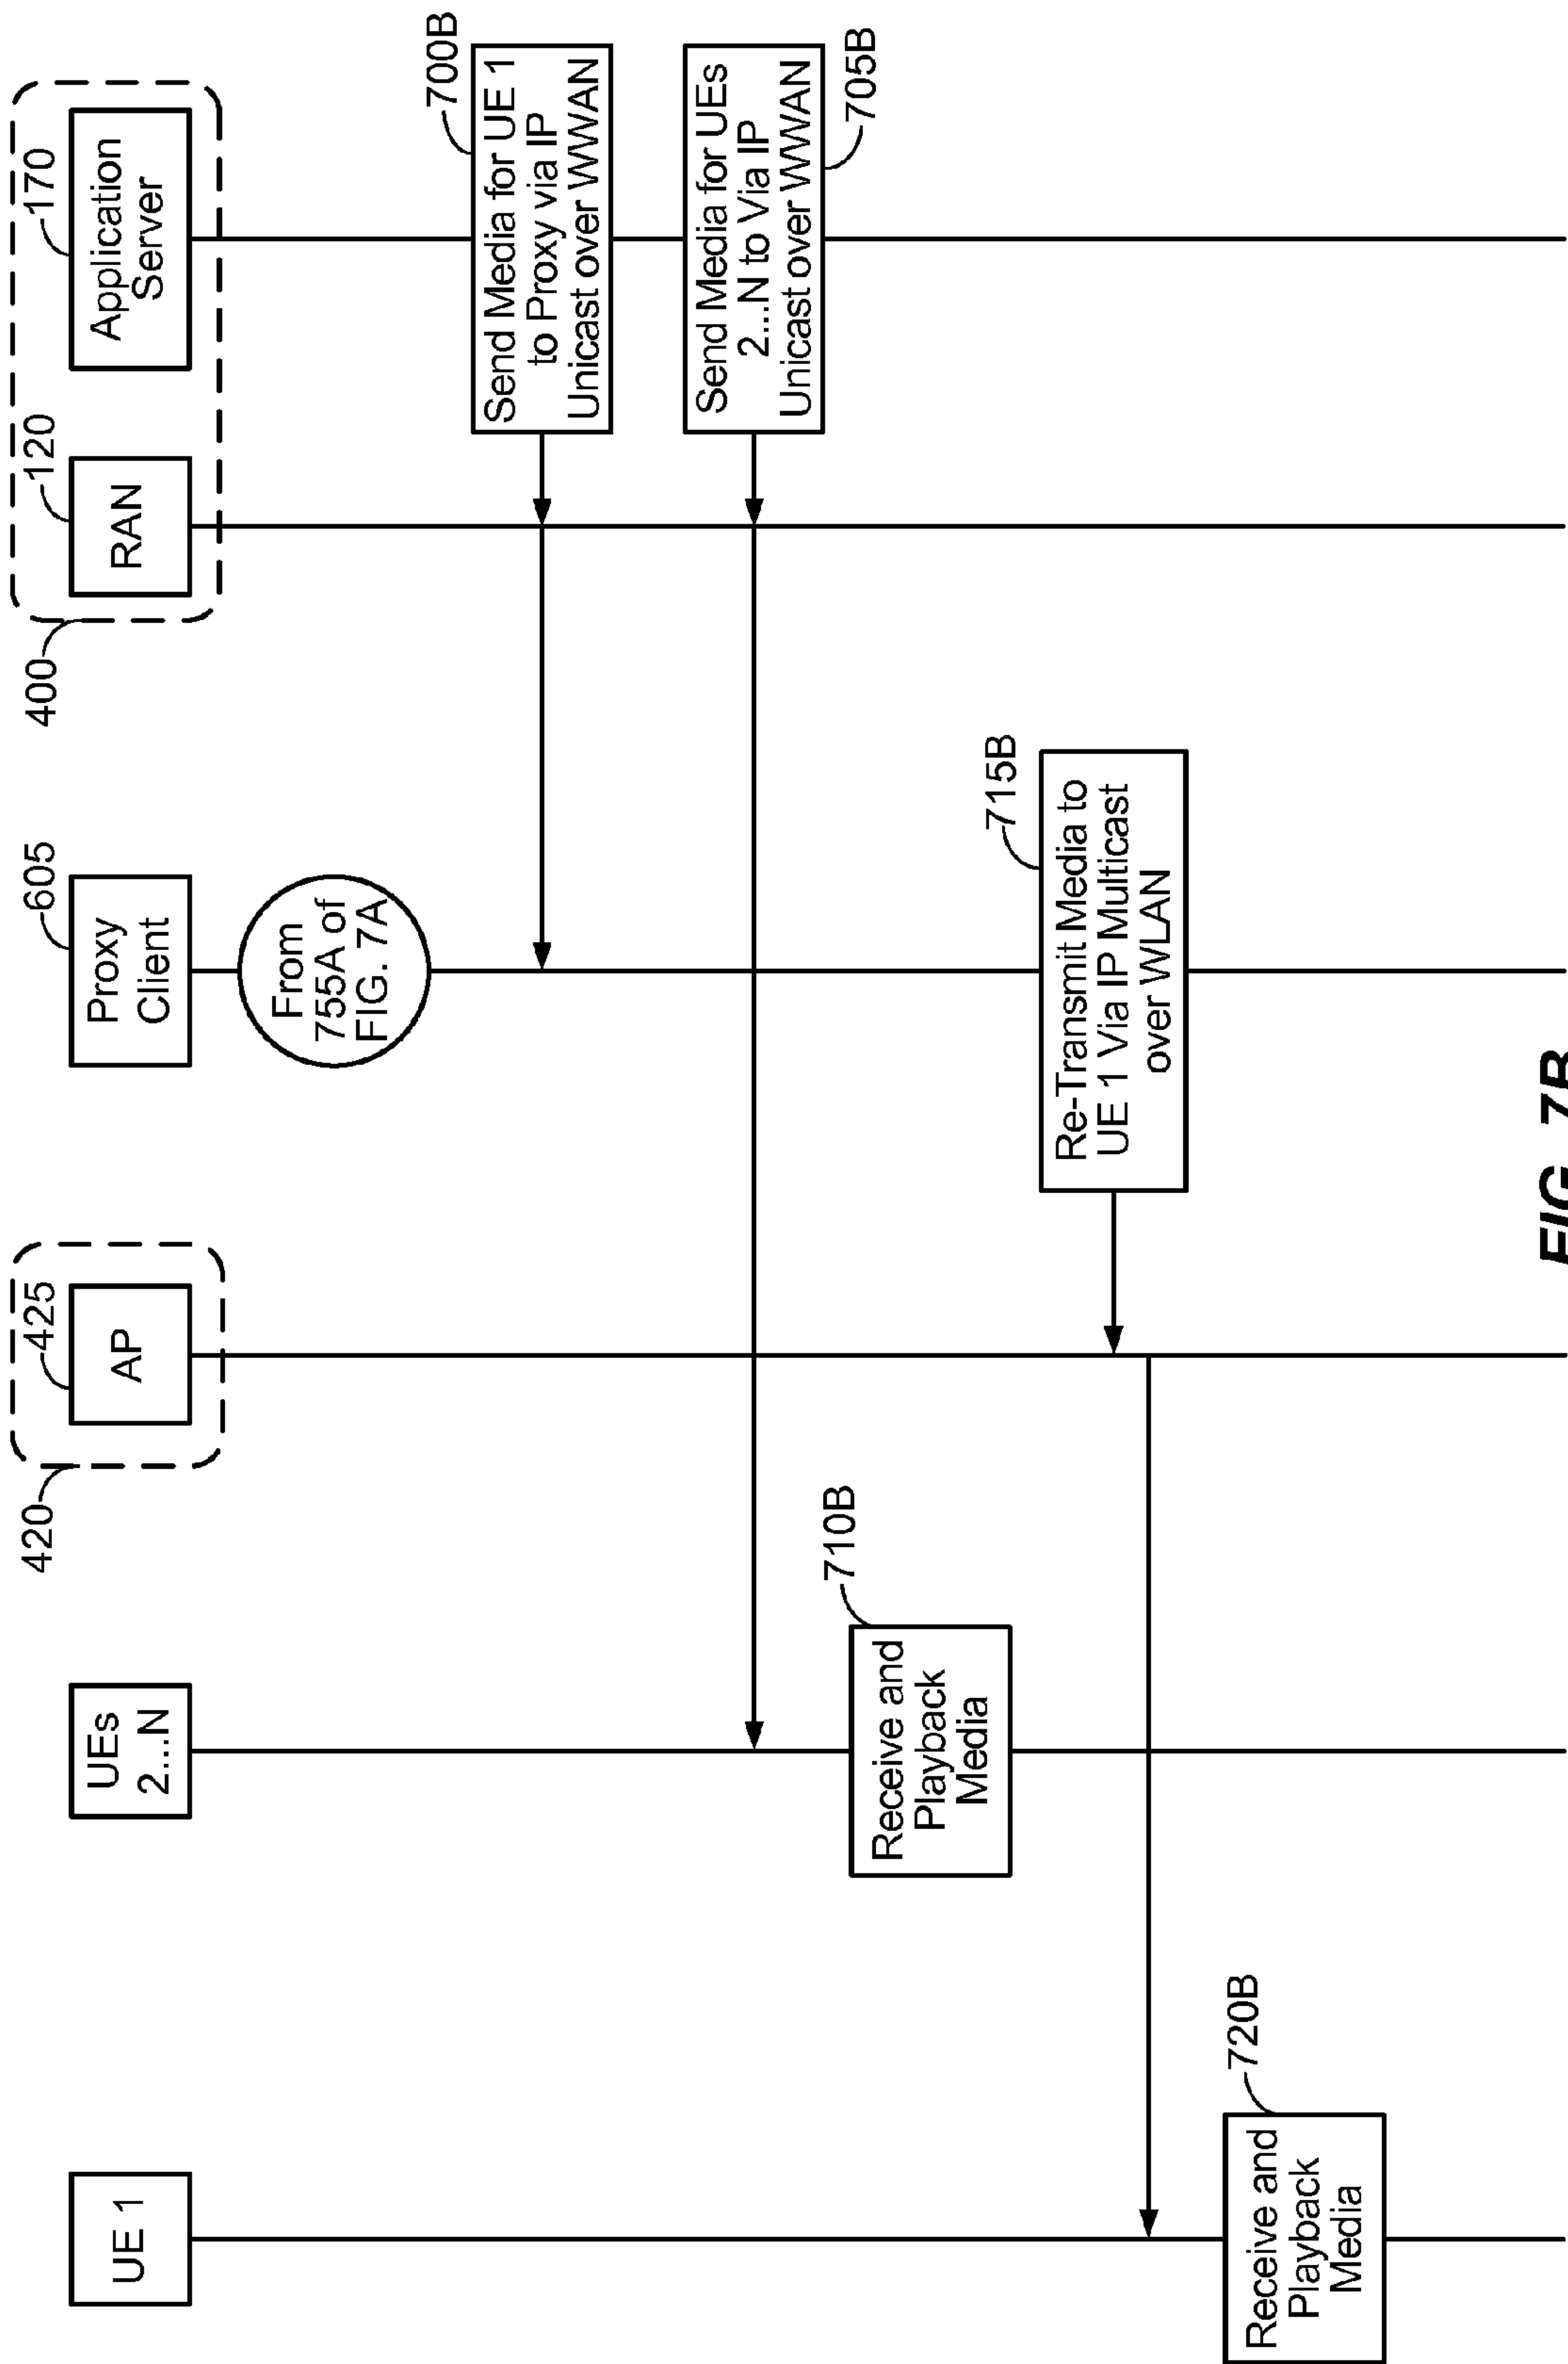 UE 1
UEs
2...N
420
425
AP
605
Proxy
Client
400
120
RAN
170
Application
Server
From
755A of
FIG. 7A
700B
Send Media for UE 1
to Proxy via IP
Unicast over WWAN
Send Media for UEs
2...N to Via IP
Unicast over WWAN
705B
710B
Receive and
Playback
Media
715B
Re-Transmit Media to
UE 1 Via IP Multicast
over WLAN
720B
Receive and
Playback
Media
FIG. 7B